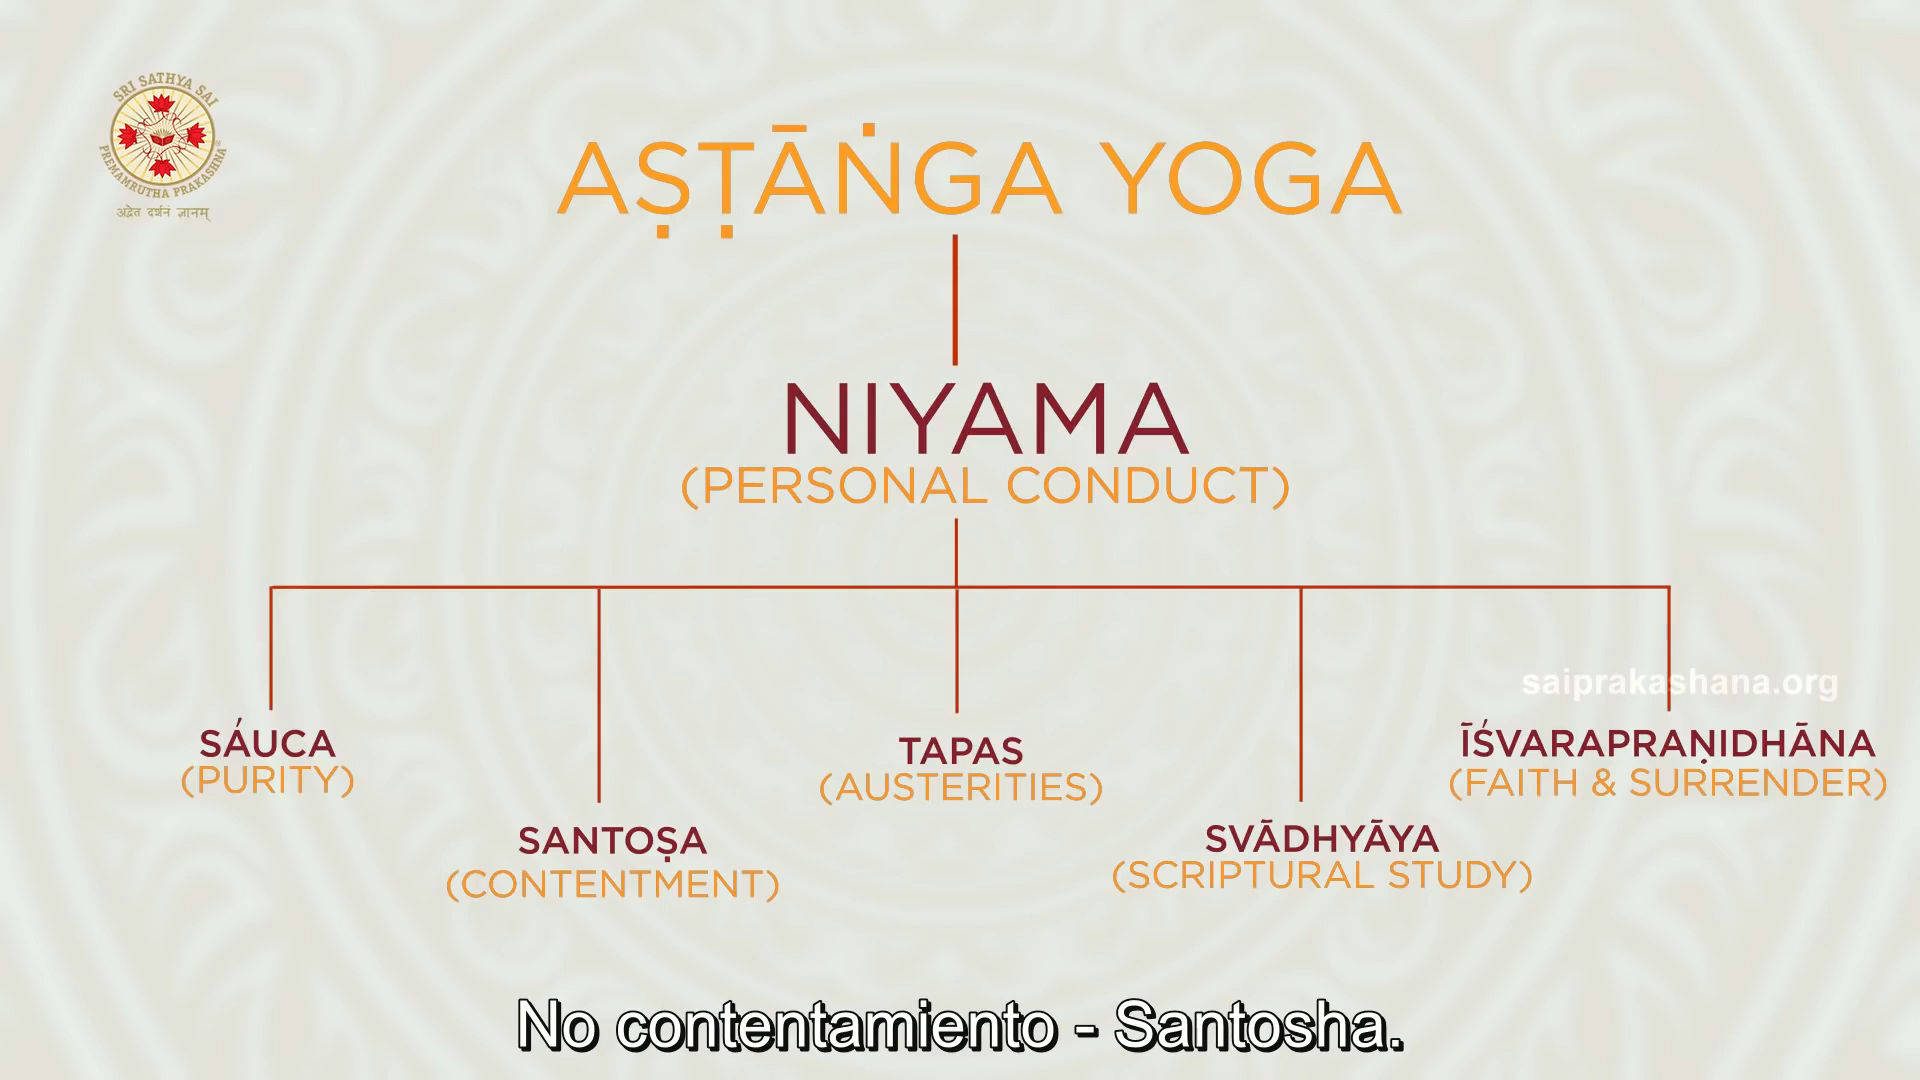 SRI SATHYA SAI
PREMAMRUTHA PRAKASHNA®
अद्वैत दर्शनं ज्ञानम्
AṢṬĀṄGA YOGA
NIYAMA
(PERSONAL CONDUCT)
saiprakashana.org
SÁUCA
(PURITY)
SANTOṢA
(CONTENTMENT)
TAPAS
(AUSTERITIES)
SVĀDHYĀYA
(SCRIPTURAL STUDY)
ĪŚVARAPRAṆIDHĀNA
(FAITH & SURRENDER)
No contentamiento - Santosha.